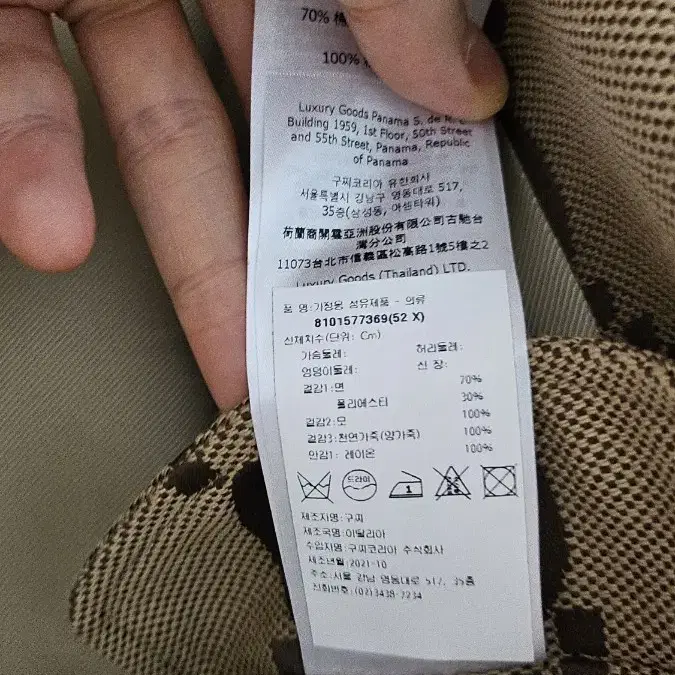 70% 棉
100%
Luxury Goods Panama S. de R. L.
Building 1959, 1st Floor, 50th Street
and 55th Street, Panama, Republic
of Panama
구찌코리아 유한회사
서울특별시 강남구 영동대로 517,
35층(삼성동, 아셈타워)
荷蘭商開雲亞洲股份有限公司古馳台
灣分公司
11073台北市信義區松高路1號5樓之2
Luxury Goods (Thailand) LTD.
품 명:가정용 섬유제품 - 의류
8101577369(52 X)
신체치수(단위: Cm)
가슴둘레: 허리둘레:
엉덩이둘레: 신 장:
겉감1:면 70%
폴리에스터 30%
겉감2:모 100%
겉감3:천연가죽(양가죽) 100%
안감1: 레이온 100%
드라이 1
제조자명:구찌
제조국명:이탈리아
수입자명:구찌코리아 주식회사
제조년월:2021-10
주소:서울 강남 영동대로 517, 35층
전화번호:(02)3438-7234